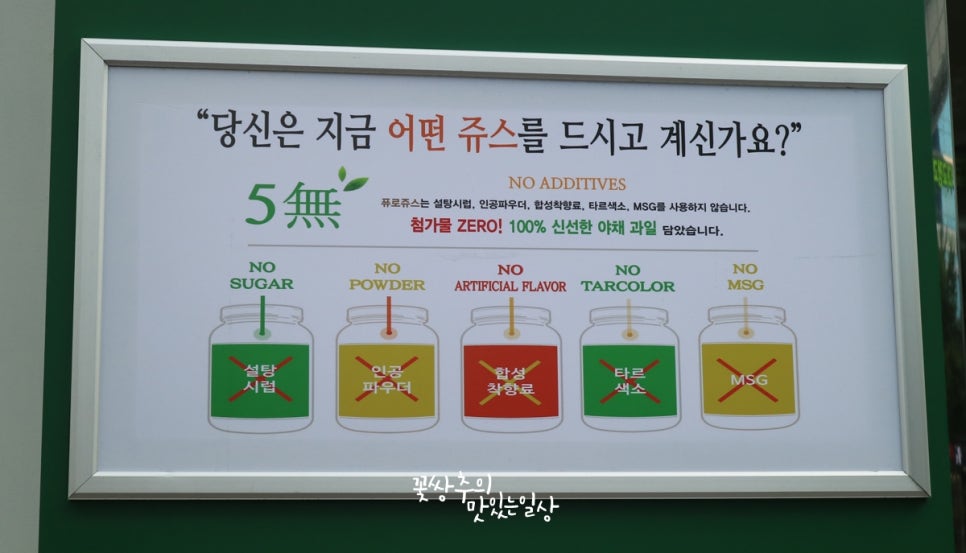 “당신은 지금 어떤 쥬스를 드시고 계신가요?”
5無
NO ADDITIVES
퓨로쥬스는 설탕시럽, 인공파우더, 합성착향료, 타르색소, MSG를 사용하지 않습니다.
첨가물 ZERO! 100% 신선한 야채 과일 담았습니다.
NO
SUGAR
NO
POWDER
NO
ARTIFICIAL FLAVOR
NO
TARCOLOR
NO
MSG
설탕
시럽
인공
파우더
합성
착향료
타르
색소
MSG
꽃쌍추의
맛있는일상